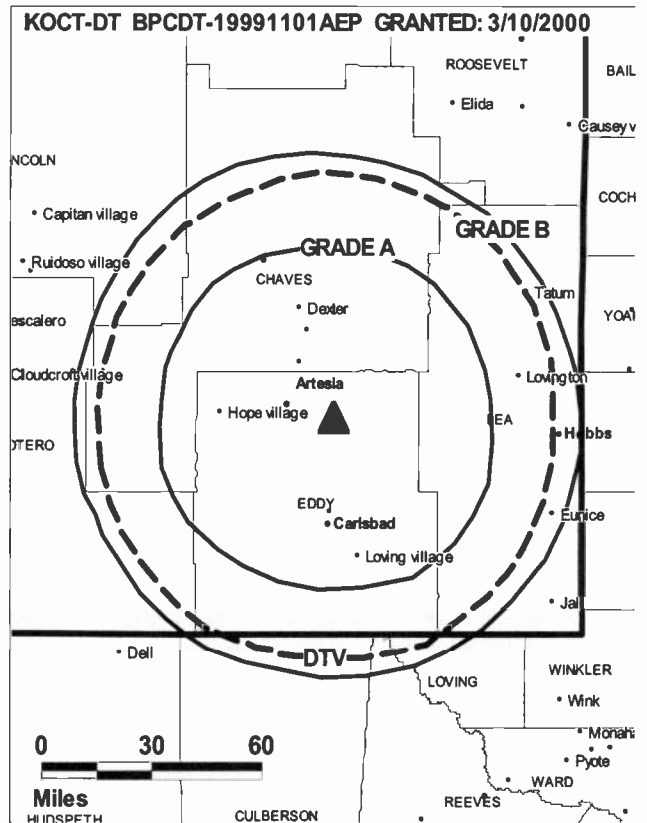 KOCT-DT BPCDT-19991101AEP GRANTED: 3/10/2000
ROOSEVELT
BAIL
Elida
Causey v
NCOLN
COCH
Capitan village
GRADE B
GRADE A
Ruidoso village
CHAVES
Tatum
Dexter
YOA
escalero
Cloudcroft village
Lovington
Artesia
Hope village
EA
Hobbs
OTERO
EDDY
Eunice
Carlsbad
Loving village
Jal
Dell
DTV
WINKLER
LOVING
Wink
0 30 60
Monah
Pyote
WARD
Miles
REEVES
HUDSPETH
CULBERSON